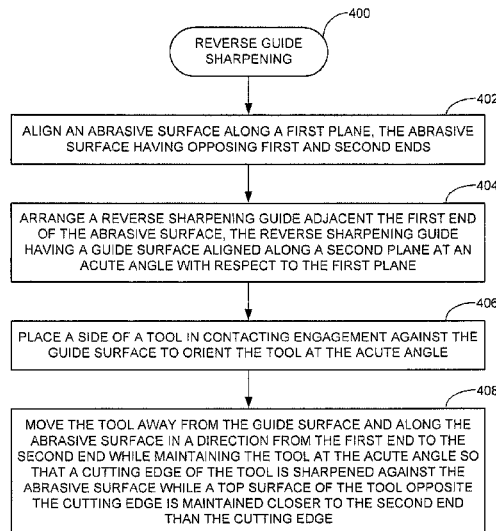 400
REVERSE GUIDE
SHARPENING
402
ALIGN AN ABRASIVE SURFACE ALONG A FIRST PLANE, THE ABRASIVE
SURFACE HAVING OPPOSING FIRST AND SECOND ENDS
404
ARRANGE A REVERSE SHARPENING GUIDE ADJACENT THE FIRST END
OF THE ABRASIVE SURFACE, THE REVERSE SHARPENING GUIDE
HAVING A GUIDE SURFACE ALIGNED ALONG A SECOND PLANE AT AN
ACUTE ANGLE WITH RESPECT TO THE FIRST PLANE
406
PLACE A SIDE OF A TOOL IN CONTACTING ENGAGEMENT AGAINST THE
GUIDE SURFACE TO ORIENT THE TOOL AT THE ACUTE ANGLE
408
MOVE THE TOOL AWAY FROM THE GUIDE SURFACE AND ALONG THE
ABRASIVE SURFACE IN A DIRECTION FROM THE FIRST END TO THE
SECOND END WHILE MAINTAINING THE TOOL AT THE ACUTE ANGLE SO
THAT A CUTTING EDGE OF THE TOOL IS SHARPENED AGAINST THE
ABRASIVE SURFACE WHILE A TOP SURFACE OF THE TOOL OPPOSITE
THE CUTTING EDGE IS MAINTAINED CLOSER TO THE SECOND END
THAN THE CUTTING EDGE